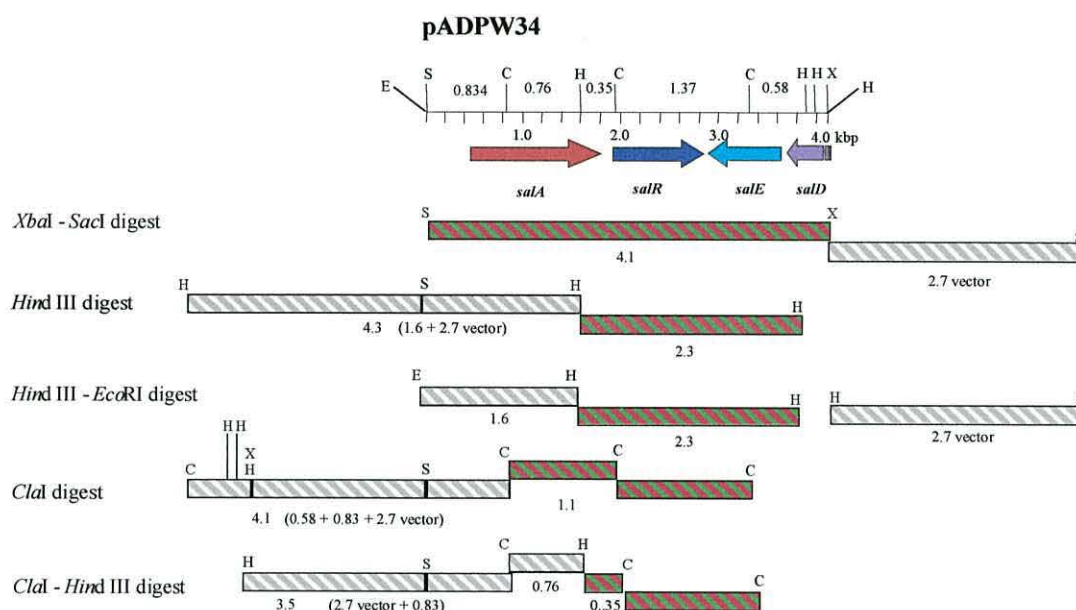 pADPW34
S C H C C H H X
E 0.834 0.76 0.35 1.37 0.58 H
1.0 2.0 3.0 4.0 kbp
salA salR salE salD
S X
XbaI - SacI digest
4.1
2.7 vector
H S H
Hind III digest
H
4.3 (1.6 + 2.7 vector)
2.3
E H
Hind III - EcoRI digest
H H
1.6
2.3
2.7 vector
H H
C C
X
C H S C
ClaI digest
1.1
4.1 (0.58 + 0.83 + 2.7 vector)
C H
H S C
ClaI - Hind III digest
C
0.76
3.5 (2.7 vector + 0.83) 0.35